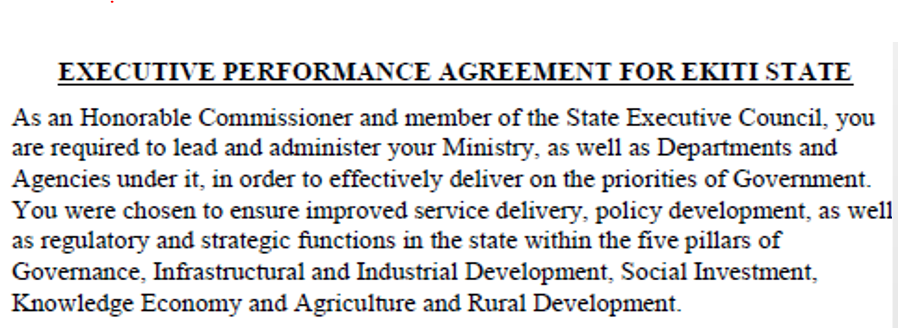 EXECUTIVE PERFORMANCE AGREEMENT FOR EKITI STATE
As an Honorable Commissioner and member of the State Executive Council, you
are required to lead and administer your Ministry, as well as Departments and
Agencies under it, in order to effectively deliver on the priorities of Government.
You were chosen to ensure improved service delivery, policy development, as well
as regulatory and strategic functions in the state within the five pillars of
Governance, Infrastructural and Industrial Development, Social Investment,
Knowledge Economy and Agriculture and Rural Development.